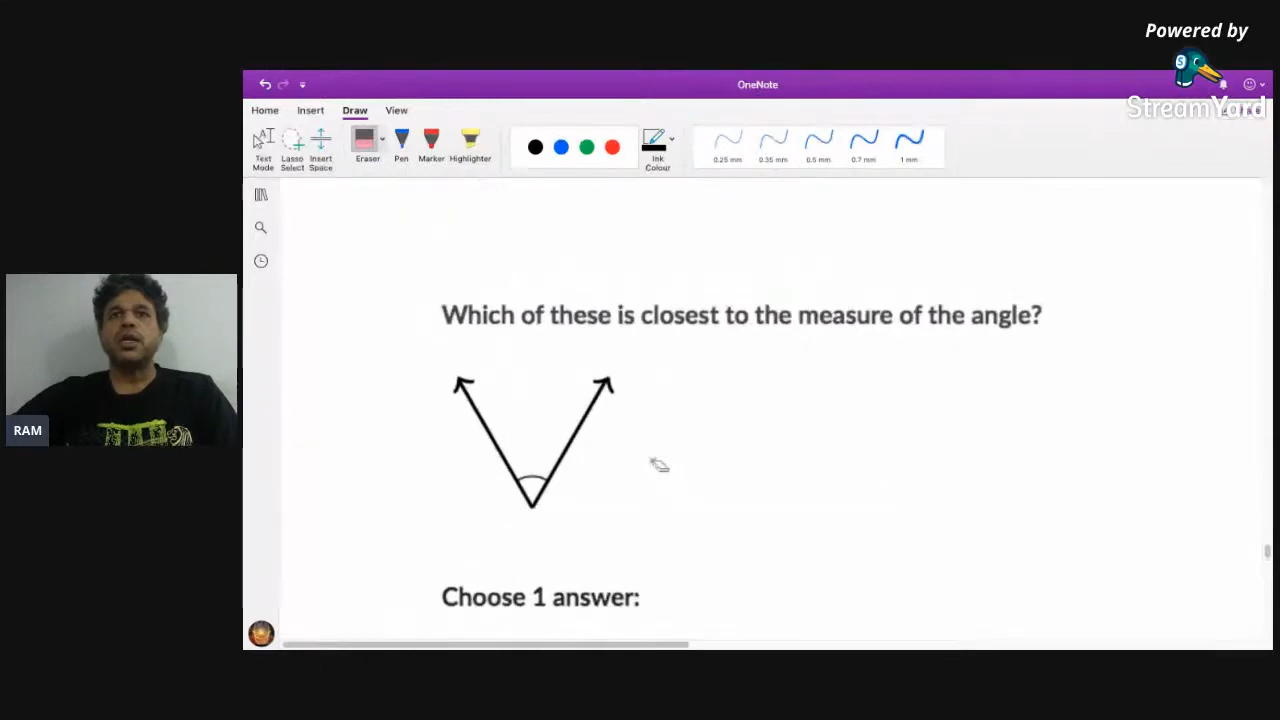 Powered by
StreamYard
OneNote
Home Insert Draw View
Text Mode
Lasso Select
Insert Space
Eraser
Pen
Marker
Highlighter
Ink Colour
0.25 mm
0.35 mm
0.5 mm
0.7 mm
1 mm
Which of these is closest to the measure of the angle?
RAM
Choose 1 answer: